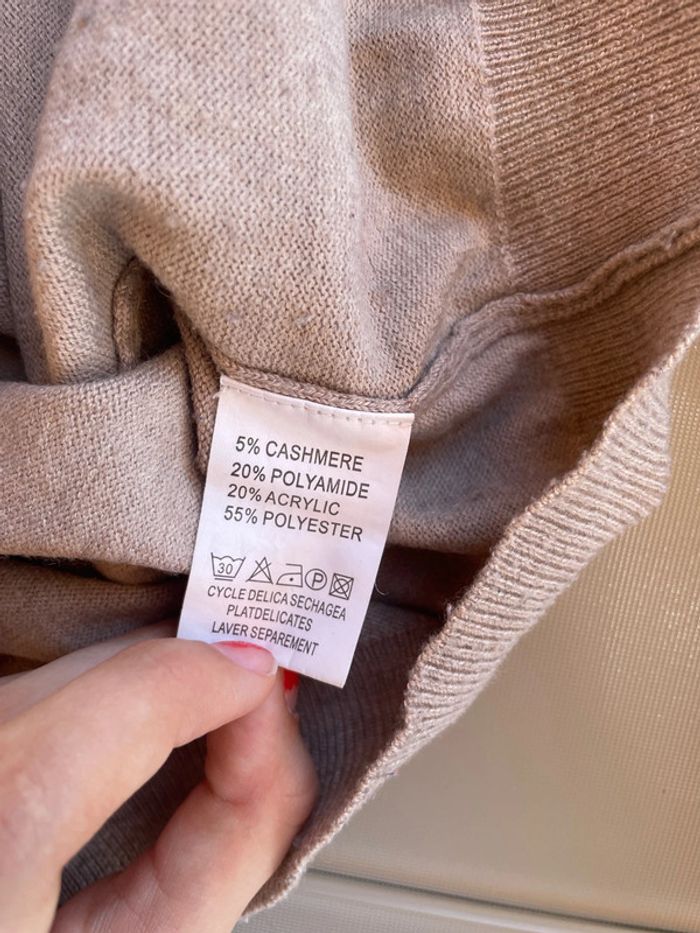 5% CASHMERE
20% POLYAMIDE
20% ACRYLIC
55% POLYESTER
30 P
CYCLE DELICA SECHAGEA
PLATDELICATES
LAVER SEPAREMENT